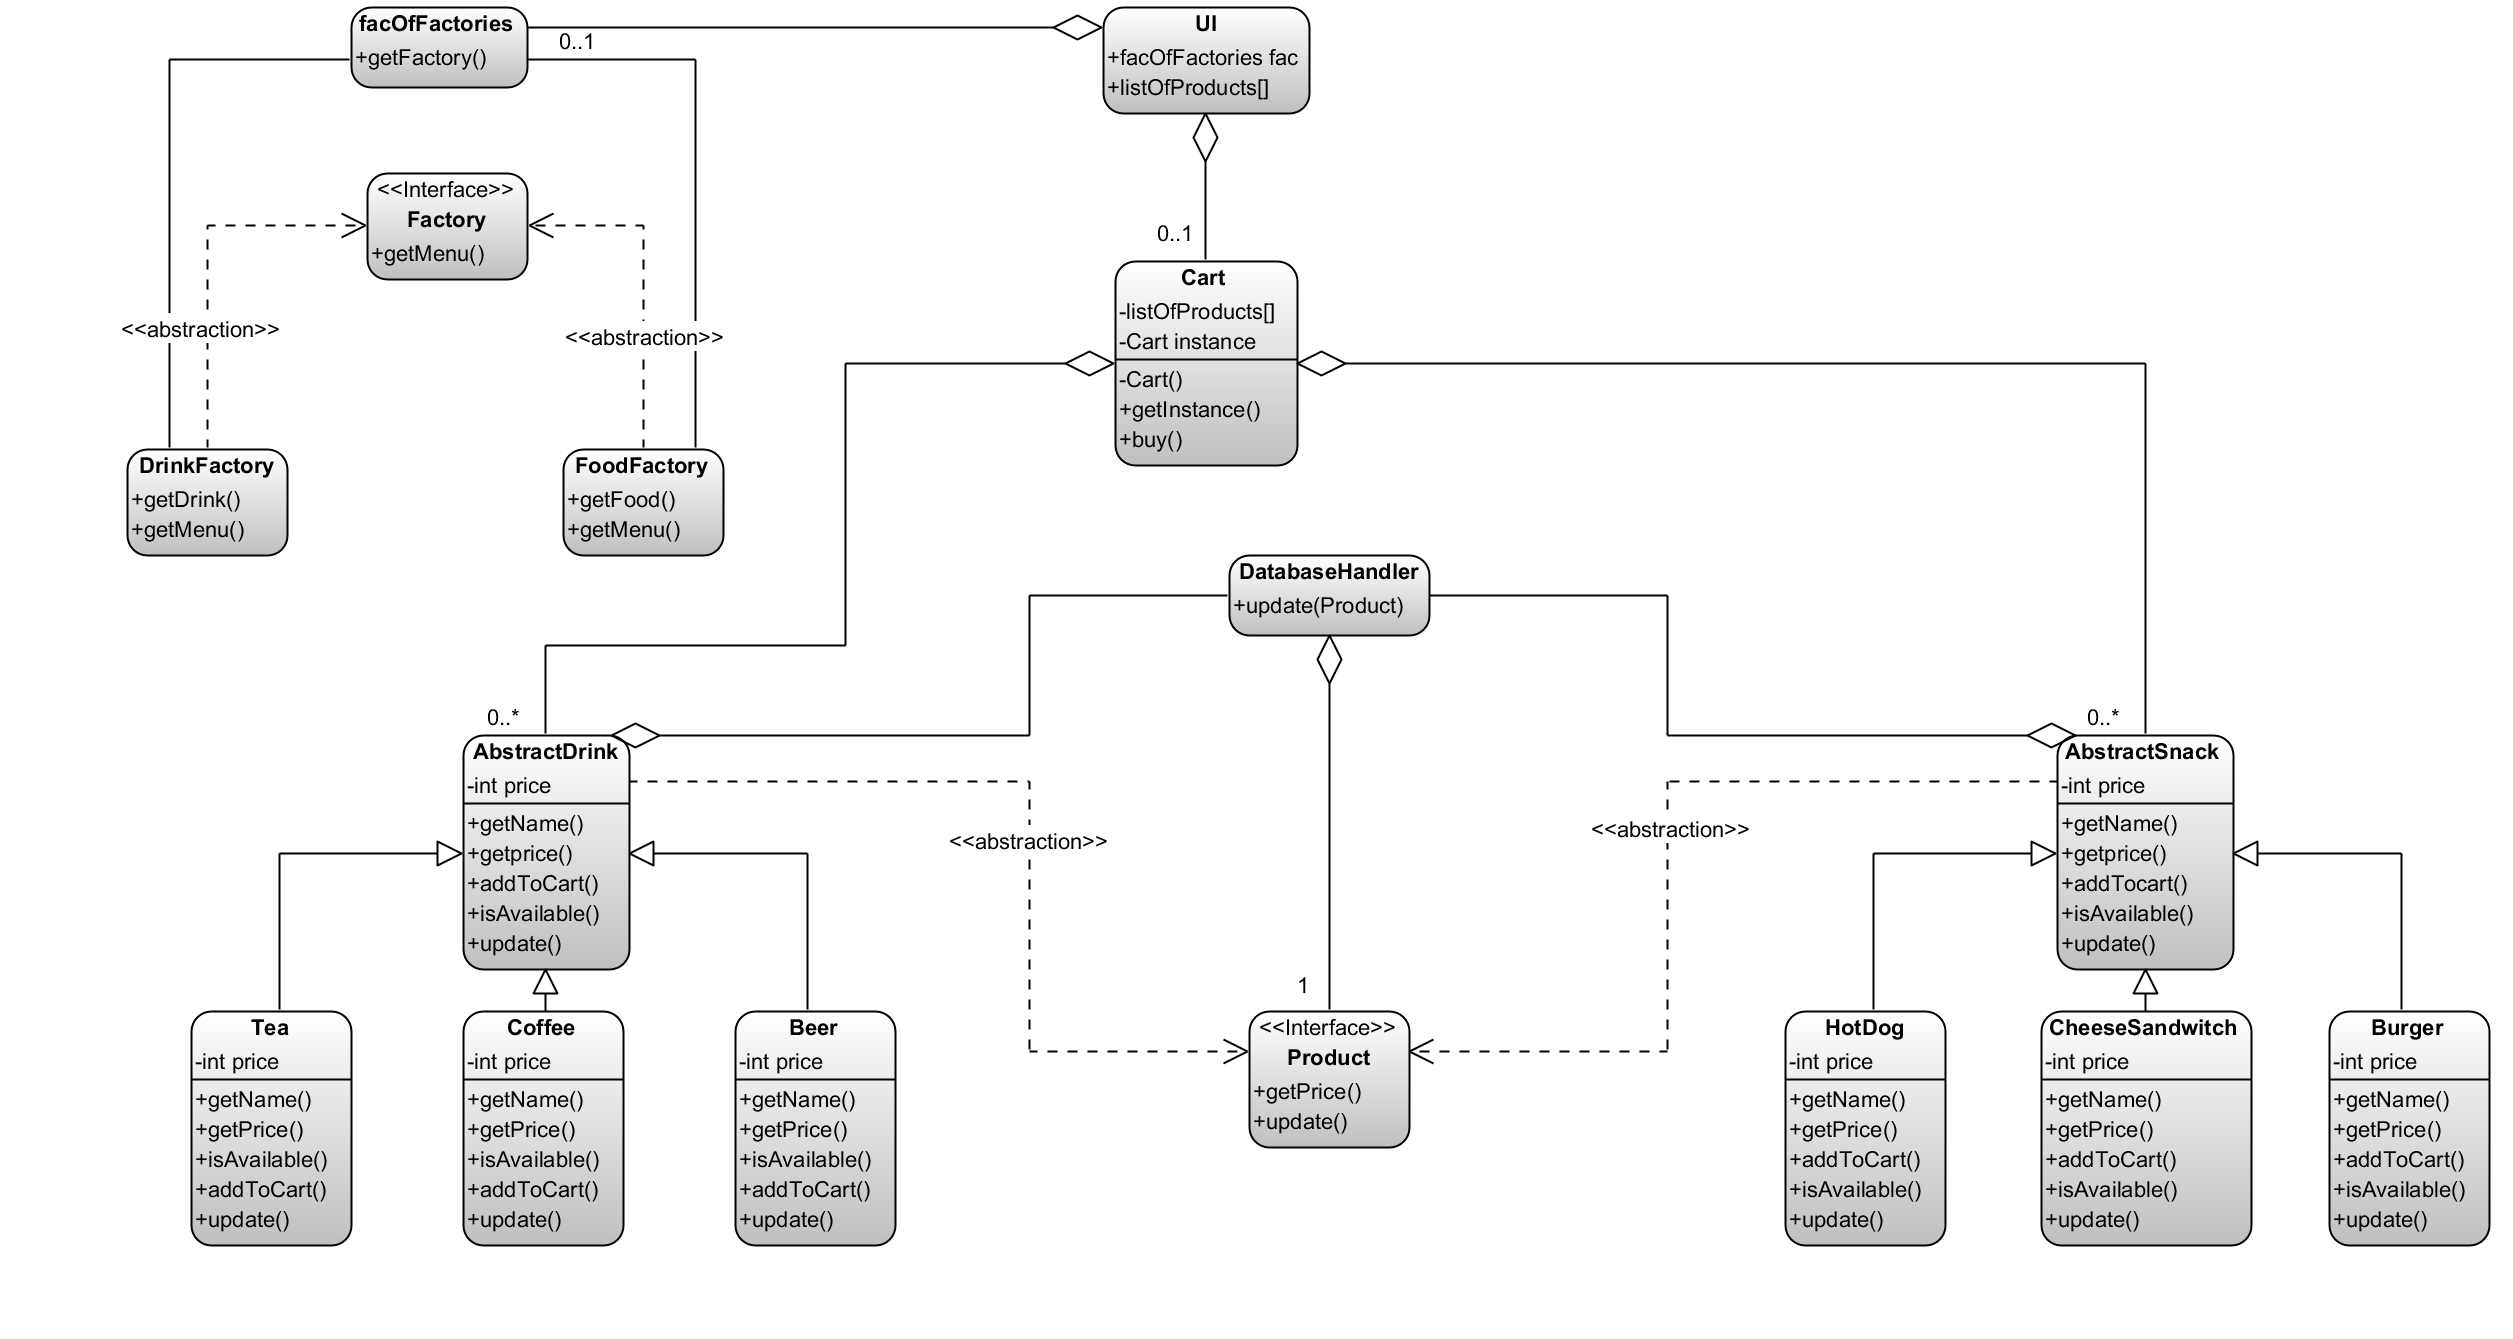 facOfFactories
+getFactory()
0..1
UI
+facOfFactories fac
+listOfProducts[]
<<Interface>>
Factory
+getMenu()
<<abstraction>>
<<abstraction>>
0..1
Cart
-listOfProducts[]
-Cart instance
-Cart()
+getInstance()
+buy()
DrinkFactory
+getDrink()
+getMenu()
FoodFactory
+getFood()
+getMenu()
DatabaseHandler
+update(Product)
0..*
AbstractDrink
-int price
+getName()
+getprice()
+addToCart()
+isAvailable()
+update()
0..*
AbstractSnack
-int price
+getName()
+getprice()
+addTocart()
+isAvailable()
+update()
<<abstraction>>
<<abstraction>>
1
Tea
-int price
+getName()
+getPrice()
+isAvailable()
+addToCart()
+update()
Coffee
-int price
+getName()
+getPrice()
+isAvailable()
+addToCart()
+update()
Beer
-int price
+getName()
+getPrice()
+isAvailable()
+addToCart()
+update()
<<Interface>>
Product
+getPrice()
+update()
HotDog
-int price
+getName()
+getPrice()
+addToCart()
+isAvailable()
+update()
CheeseSandwitch
-int price
+getName()
+getPrice()
+addToCart()
+isAvailable()
+update()
Burger
-int price
+getName()
+getPrice()
+addToCart()
+isAvailable()
+update()